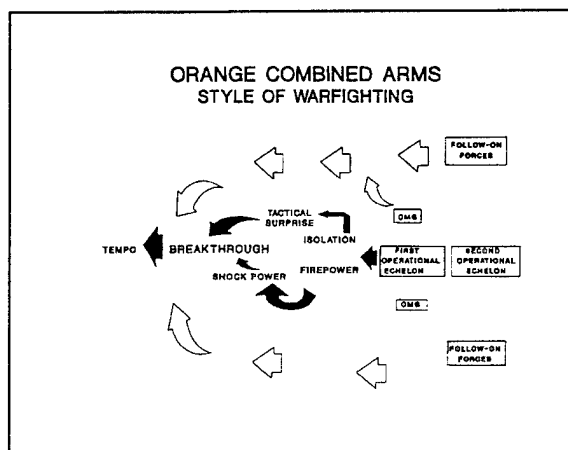 ORANGE COMBINED ARMS
STYLE OF WARFIGHTING
FOLLOW-ON
FORCES
OMG
TACTICAL
SURPRISE
ISOLATION
TEMPO
BREAKTHROUGH
FIREPOWER
SHOCK POWER
FIRST
OPERATIONAL
ECHELON
SECOND
OPERATIONAL
ECHELON
OMG
FOLLOW-ON
FORCES